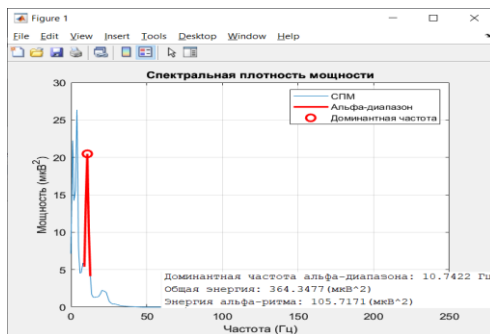 Figure 1
File Edit View Insert Tools Desktop Window Help
Спектральная плотность мощности
СПМ
Альфа-диапазон
Доминантная частота
Мощность (мкВ²)
30
25
20
15
10
5
0
Доминантная частота альфа-диапазона: 10.7422 Гц
Общая энергия: 364.3477(мкВ^2)
Энергия альфа-ритма: 105.7171(мкВ^2)
0 50 100 150 200 250
Частота (Гц)